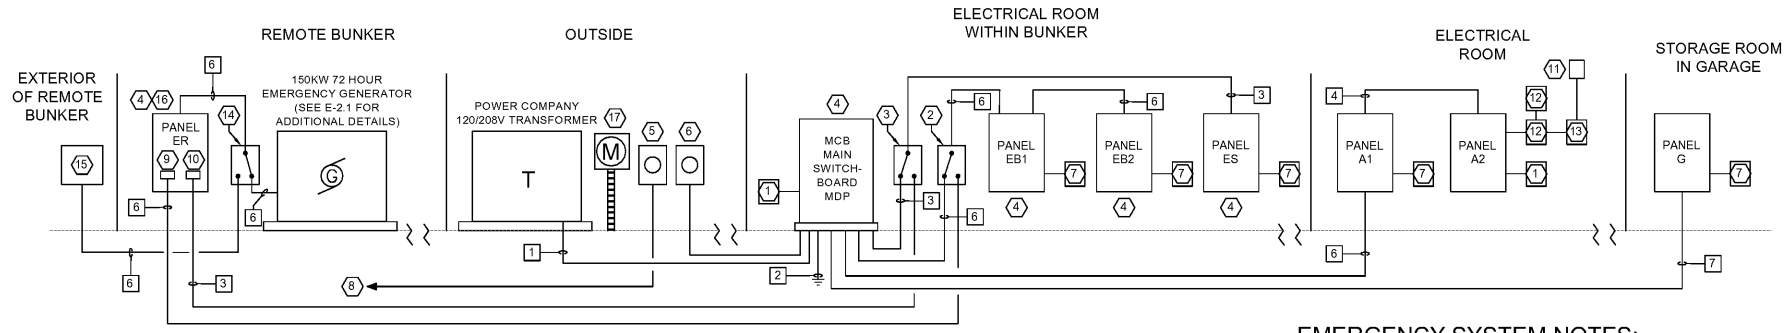 ELECTRICAL ROOM
WITHIN BUNKER
REMOTE BUNKER
OUTSIDE
ELECTRICAL
ROOM
STORAGE ROOM
IN GARAGE
EXTERIOR
OF REMOTE
BUNKER
6
150KW 72 HOUR
EMERGENCY GENERATOR
(SEE E-2.1 FOR
ADDITIONAL DETAILS)
4 16
14
PANEL
ER
9 10
15
G
6
6
6
3
POWER COMPANY
120/208V TRANSFORMER
T
17
M
5
6
1
8
4
MCB
MAIN
SWITCH-
BOARD
MDP
1
2
3
2
3
6
6
PANEL
EB1
7
4
6
PANEL
EB2
7
4
3
PANEL
ES
7
4
4
PANEL
A1
7
6
PANEL
A2
11
12
12
13
1
PANEL
G
7
7
EMERGENCY SYSTEM NOTES: